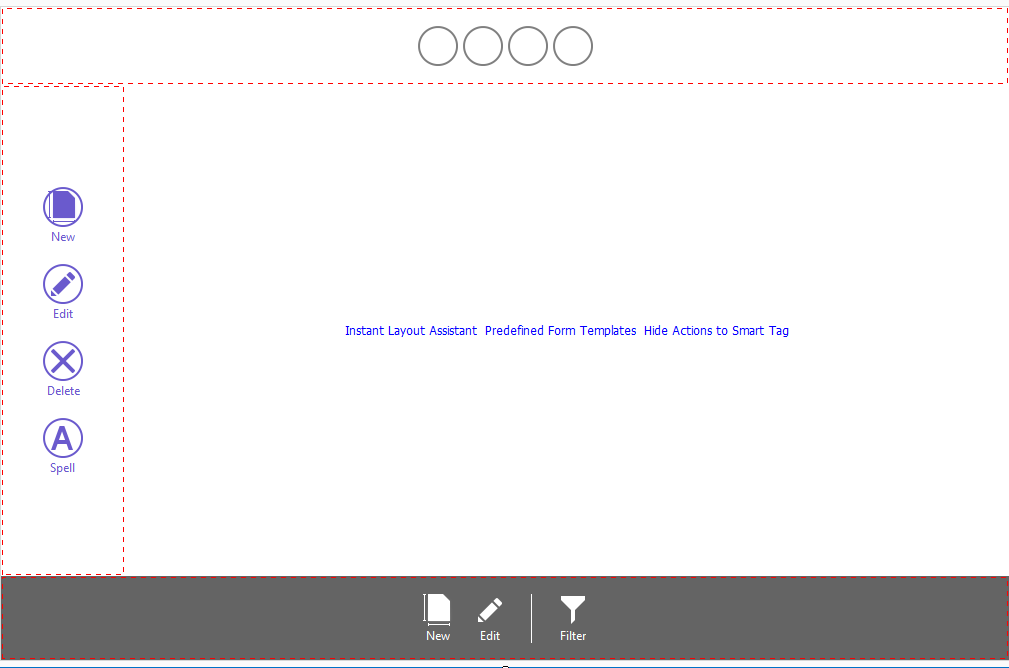 New
Edit
Delete
Spell
Instant Layout Assistant Predefined Form Templates Hide Actions to Smart Tag
New Edit Filter